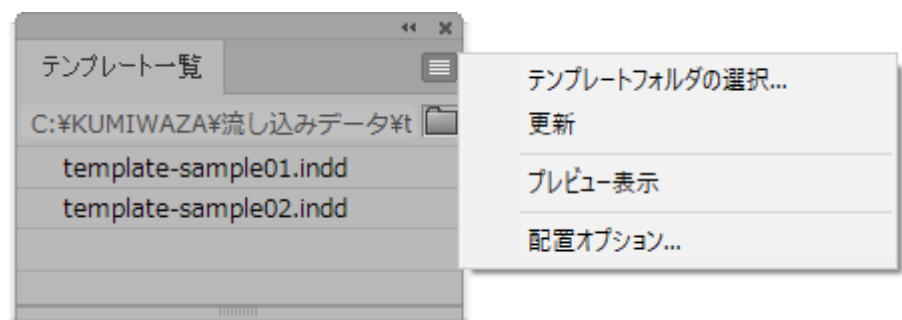 テンプレート一覧
C:¥KUMIWAZA¥流し込みデータ¥t
template-sample01.indd
template-sample02.indd
テンプレートフォルダの選択...
更新
プレビュー表示
配置オプション...